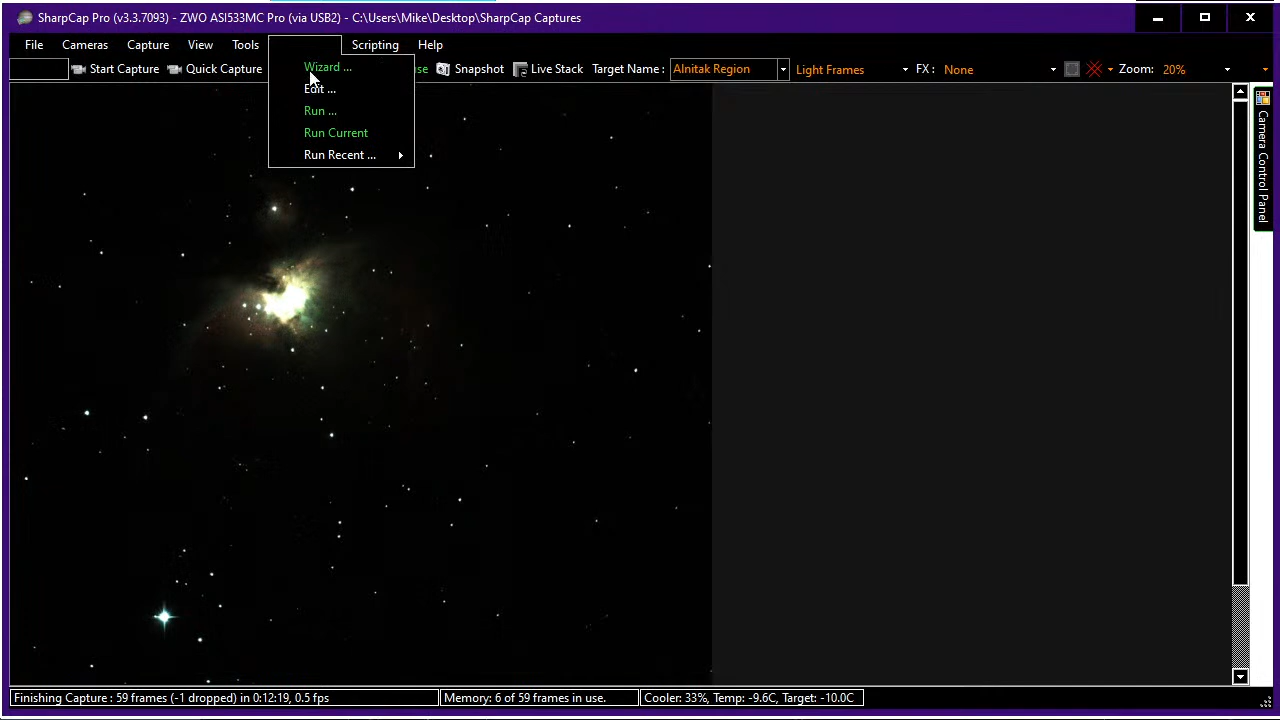 SharpCap Pro (v3.3.7093) - ZWO ASI533MC Pro (via USB2) - C:\Users\Mike\Desktop\SharpCap Captures
File Cameras Capture View Tools Scripting Help
Start Capture Quick Capture Snapshot Live Stack Target Name : Alnitak Region Light Frames FX : None Zoom: 20%
Wizard ...
Edit ...
Run ...
Run Current
Run Recent ...
Camera Control Panel
Finishing Capture : 59 frames (-1 dropped) in 0:12:19, 0.5 fps Memory: 6 of 59 frames in use. Cooler: 33%, Temp: -9.6C, Target: -10.0C